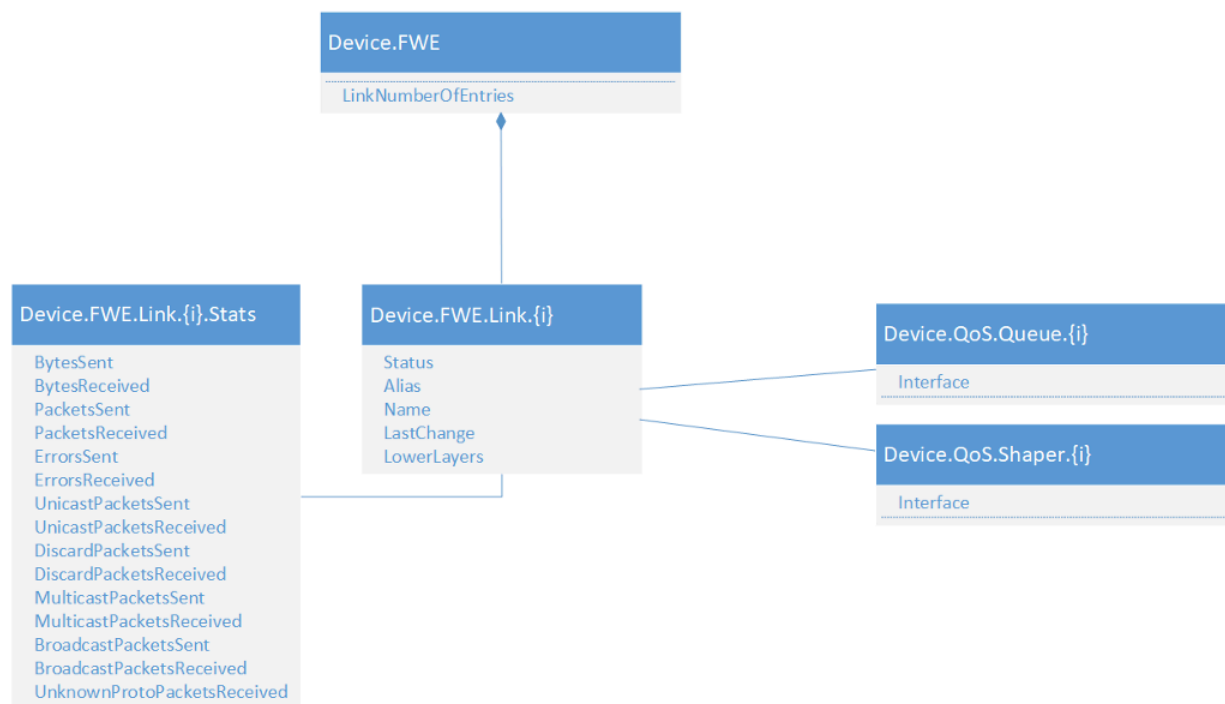 Device.FWE
LinkNumberOfEntries
Device.FWE.Link.{i}.Stats
BytesSent
BytesReceived
PacketsSent
PacketsReceived
ErrorsSent
ErrorsReceived
UnicastPacketsSent
UnicastPacketsReceived
DiscardPacketsSent
DiscardPacketsReceived
MulticastPacketsSent
MulticastPacketsReceived
BroadcastPacketsSent
BroadcastPacketsReceived
UnknownProtoPacketsReceived
Device.FWE.Link.{i}
Status
Alias
Name
LastChange
LowerLayers
Device.QoS.Queue.{i}
Interface
Device.QoS.Shaper.{i}
Interface